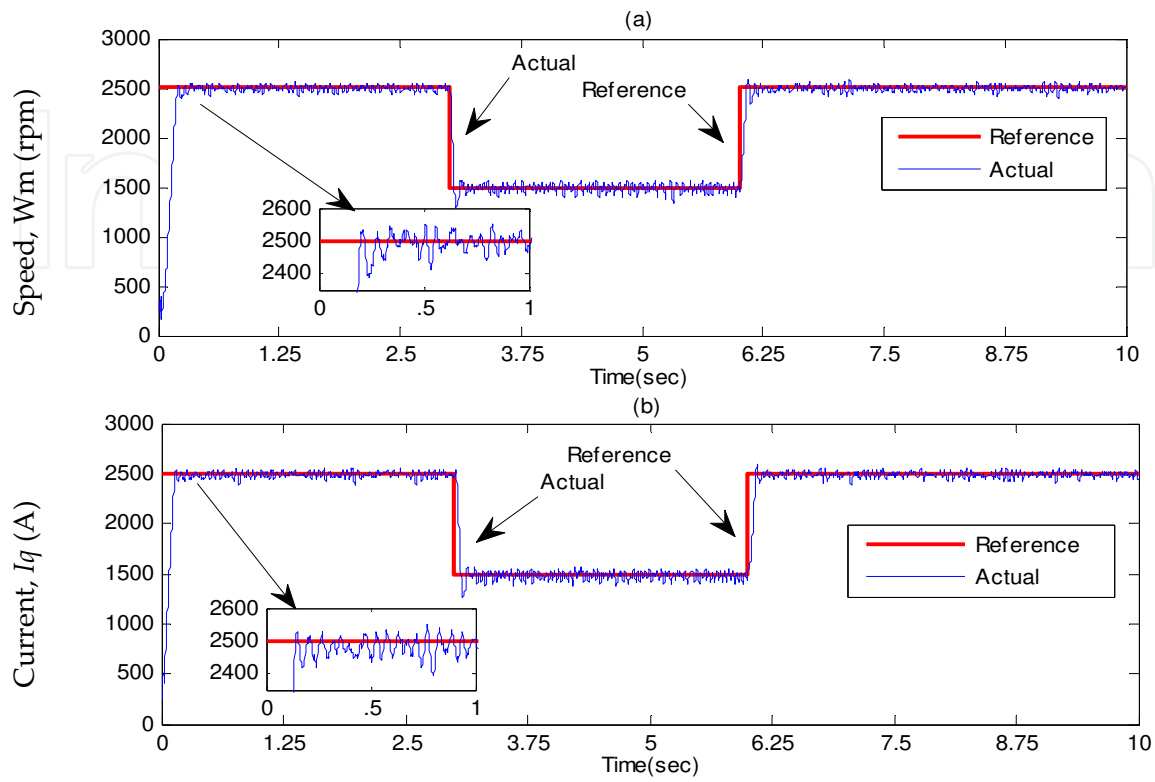 (a)
3000
2500
2000
1500
1000
500
0
Speed, Wm (rpm)
Actual
Reference
Reference
Actual
2600
2500
2400
0 .5 1
0 1.25 2.5 3.75 5 6.25 7.5 8.75 10
Time(sec)
(b)
3000
2500
2000
1500
1000
500
0
Current, Iq (A)
Reference
Actual
Reference
Actual
2600
2500
2400
0 .5 1
0 1.25 2.5 3.75 5 6.25 7.5 8.75 10
Time(sec)